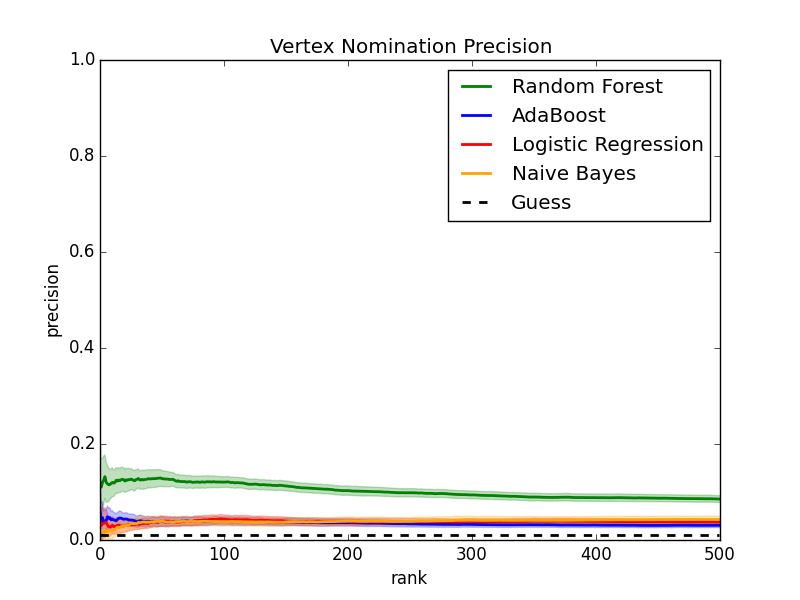 Vertex Nomination Precision
1.0
0.8
0.6
0.4
0.2
0.0
precision
Random Forest
AdaBoost
Logistic Regression
Naive Bayes
Guess
0
100
200
300
400
500
rank